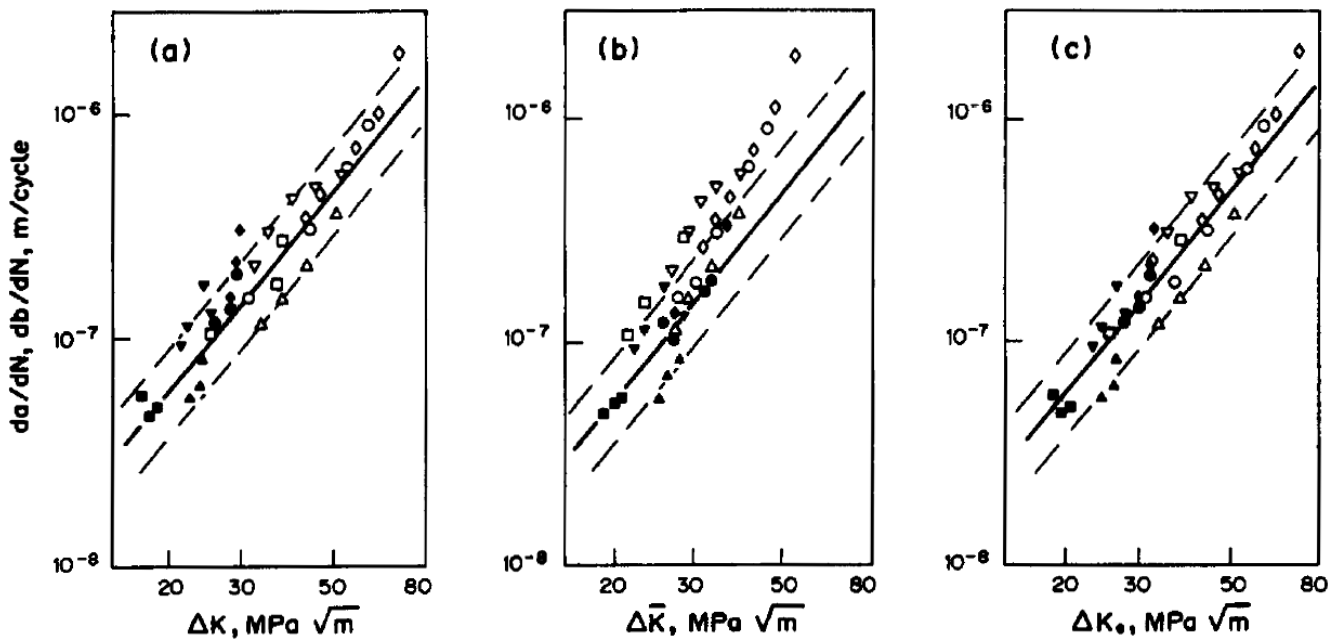 (a)
(b)
(c)
da/dN, db/dN, m/cycle
10⁻⁶
10⁻⁷
10⁻⁸
20 30 50 80
ΔK, MPa √m
10⁻⁶
10⁻⁷
10⁻⁸
20 30 50 80
ΔK̄, MPa √m
10⁻⁶
10⁻⁷
10⁻⁸
20 30 50 80
ΔKₒ, MPa √m